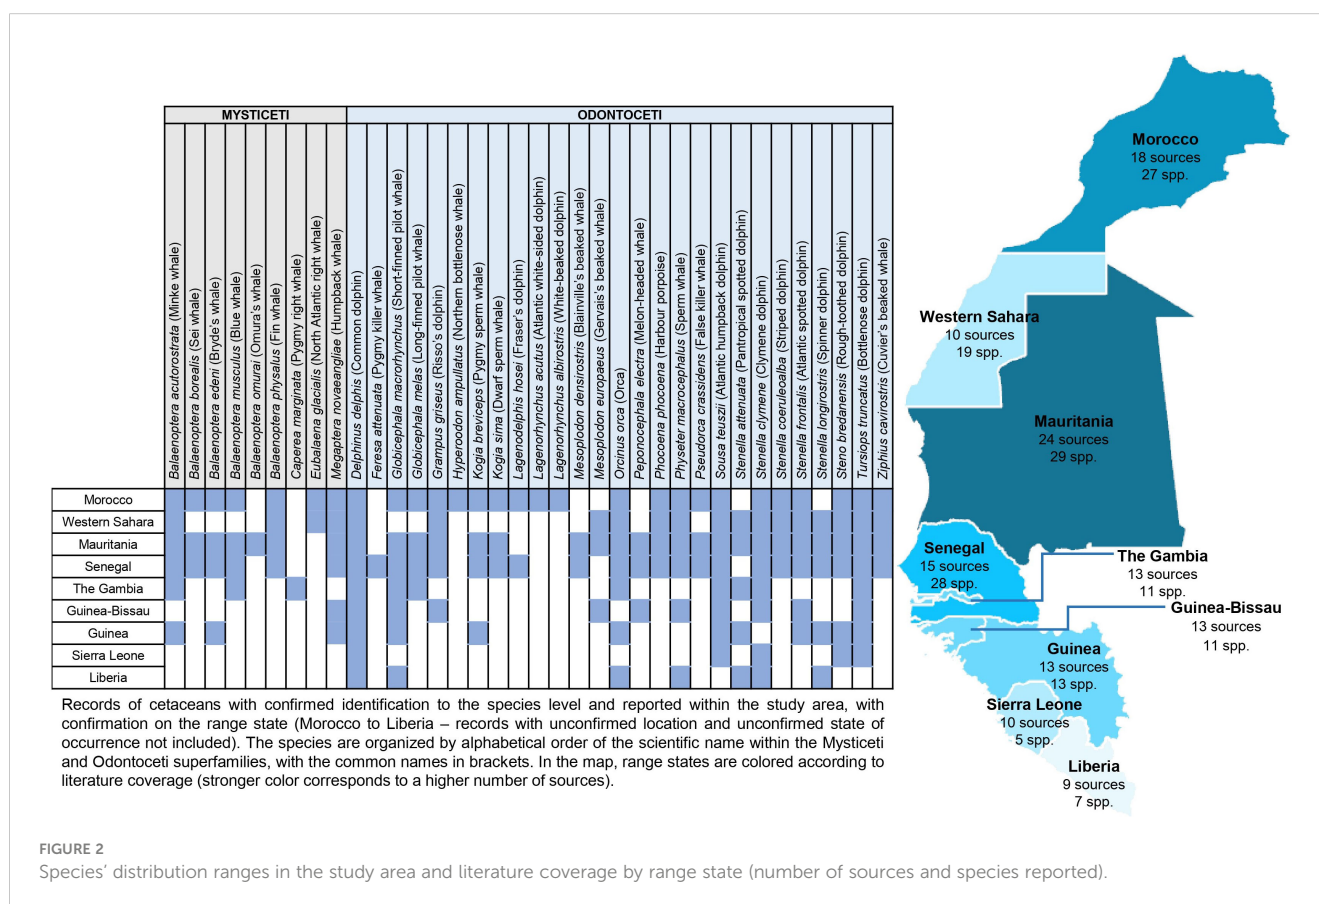 MYSTICETI
ODONTOCETI
Balaenoptera acutorostrata (Minke whale)
Balaenoptera borealis (Sei whale)
Balaenoptera edeni (Bryde's whale)
Balaenoptera musculus (Blue whale)
Balaenoptera omurai (Omura's whale)
Balaenoptera physalus (Fin whale)
Caperea marginata (Pygmy right whale)
Eubalaena glacialis (North Atlantic right whale)
Megaptera novaeangliae (Humpback whale)
Delphinus delphis (Common dolphin)
Feresa attenuata (Pygmy killer whale)
Globicephala macrorhynchus (Short-finned pilot whale)
Globicephala melas (Long-finned pilot whale)
Grampus griseus (Risso's dolphin)
Hyperoodon ampullatus (Northern bottlenose whale)
Kogia breviceps (Pygmy sperm whale)
Kogia sima (Dwarf sperm whale)
Lagenodelphis hosei (Fraser's dolphin)
Lagenorhynchus acutus (Atlantic white-sided dolphin)
Lagenorhynchus albirostris (White-beaked dolphin)
Mesoplodon densirostris (Blainville's beaked whale)
Mesoplodon europaeus (Gervais's beaked whale)
Orcinus orca (Orca)
Peponocephala electra (Melon-headed whale)
Phocoena phocoena (Harbour porpoise)
Physeter macrocephalus (Sperm whale)
Pseudorca crassidens (False killer whale)
Sousa teuszii (Atlantic humpback dolphin)
Stenella attenuata (Pantropical spotted dolphin)
Stenella clymene (Clymene dolphin)
Stenella coeruleoalba (Striped dolphin)
Stenella frontalis (Atlantic spotted dolphin)
Stenella longirostris (Spinner dolphin)
Steno bredanensis (Rough-toothed dolphin)
Tursiops truncatus (Bottlenose dolphin)
Ziphius cavirostris (Cuvier's beaked whale)
Morocco
Western Sahara
Mauritania
Senegal
The Gambia
Guinea-Bissau
Guinea
Sierra Leone
Liberia
Records of cetaceans with confirmed identification to the species level and reported within the study area, with
confirmation on the range state (Morocco to Liberia – records with unconfirmed location and unconfirmed state of
occurrence not included). The species are organized by alphabetical order of the scientific name within the Mysticeti
and Odontoceti superfamilies, with the common names in brackets. In the map, range states are colored according to
literature coverage (stronger color corresponds to a higher number of sources).
Morocco
18 sources
27 spp.
Western Sahara
10 sources
19 spp.
Mauritania
24 sources
29 spp.
Senegal
15 sources
28 spp.
The Gambia
13 sources
11 spp.
Guinea-Bissau
13 sources
11 spp.
Guinea
13 sources
13 spp.
Sierra Leone
10 sources
5 spp.
Liberia
9 sources
7 spp.
FIGURE 2
Species' distribution ranges in the study area and literature coverage by range state (number of sources and species reported).